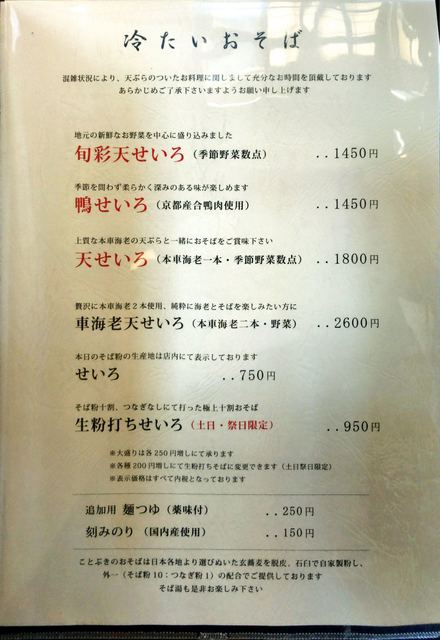 冷たいおそば
混雑状況により、天ぷらのついたお料理に関しまして充分なお時間を頂戴しております
あらかじめご了承下さいますようお願い申し上げます
地元の新鮮なお野菜を中心に盛り込みました
旬彩天せいろ（季節野菜数点） ..1450円
季節を問わず柔らかく深みのある味が楽しめます
鴨せいろ（京都産合鴨肉使用） ..1450円
上質な本車海老の天ぷらと一緒におそばをご賞味下さい
天せいろ（本車海老一本・季節野菜数点） ..1800円
贅沢に本車海老２本使用、純粋に海老とそばを楽しみたい方に
車海老天せいろ（本車海老二本・野菜） ..2600円
本日のそば粉の生産地は店内にて表示しております
せいろ ..750円
そば粉十割、つなぎなしにて打った極上十割おそば
生粉打ちせいろ（土日・祭日限定） ..950円
※大盛りは各250円増しにて承ります
※各種200円増しにて生粉打ちそばに変更できます（土日祭日限定）
※表示価格はすべて内税となっております
追加用 麺つゆ（薬味付） ..250円
刻みのり（国内産使用） ..150円
ことぶきのおそばは日本各地より選びぬいた玄蕎麦を脱皮、石臼で自家製粉し、
外一（そば粉10：つなぎ粉1）の配合でご提供しております
そば湯も是非お楽しみ下さい